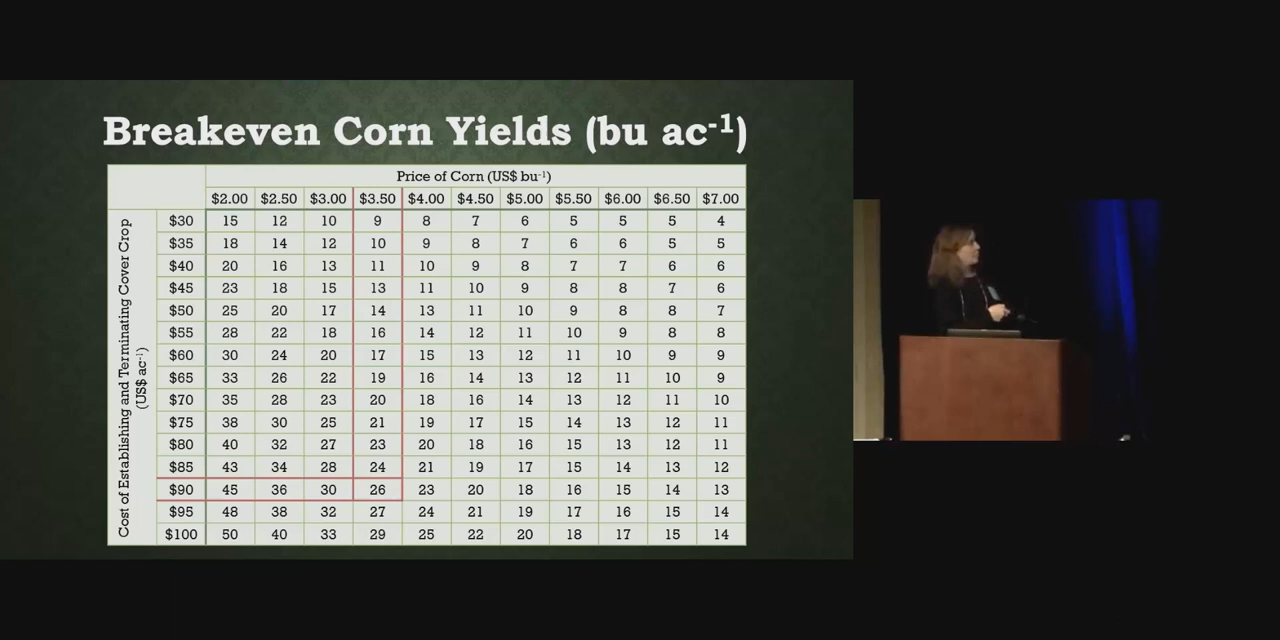 Breakeven Corn Yields (bu ac-1)
Price of Corn (US$ bu-1)
$2.00 $2.50 $3.00 $3.50 $4.00 $4.50 $5.00 $5.50 $6.00 $6.50 $7.00
Cost of Establishing and Terminating Cover Crop
(US$ ac-1)
$30 15 12 10 9 8 7 6 5 5 5 4
$35 18 14 12 10 9 8 7 6 6 5 5
$40 20 16 13 11 10 9 8 7 7 6 6
$45 23 18 15 13 11 10 9 8 8 7 6
$50 25 20 17 14 13 11 10 9 8 8 7
$55 28 22 18 16 14 12 11 10 9 8 8
$60 30 24 20 17 15 13 12 11 10 9 9
$65 33 26 22 19 16 14 13 12 11 10 9
$70 35 28 23 20 18 16 14 13 12 11 10
$75 38 30 25 21 19 17 15 14 13 12 11
$80 40 32 27 23 20 18 16 15 13 12 11
$85 43 34 28 24 21 19 17 15 14 13 12
$90 45 36 30 26 23 20 18 16 15 14 13
$95 48 38 32 27 24 21 19 17 16 15 14
$100 50 40 33 29 25 22 20 18 17 15 14